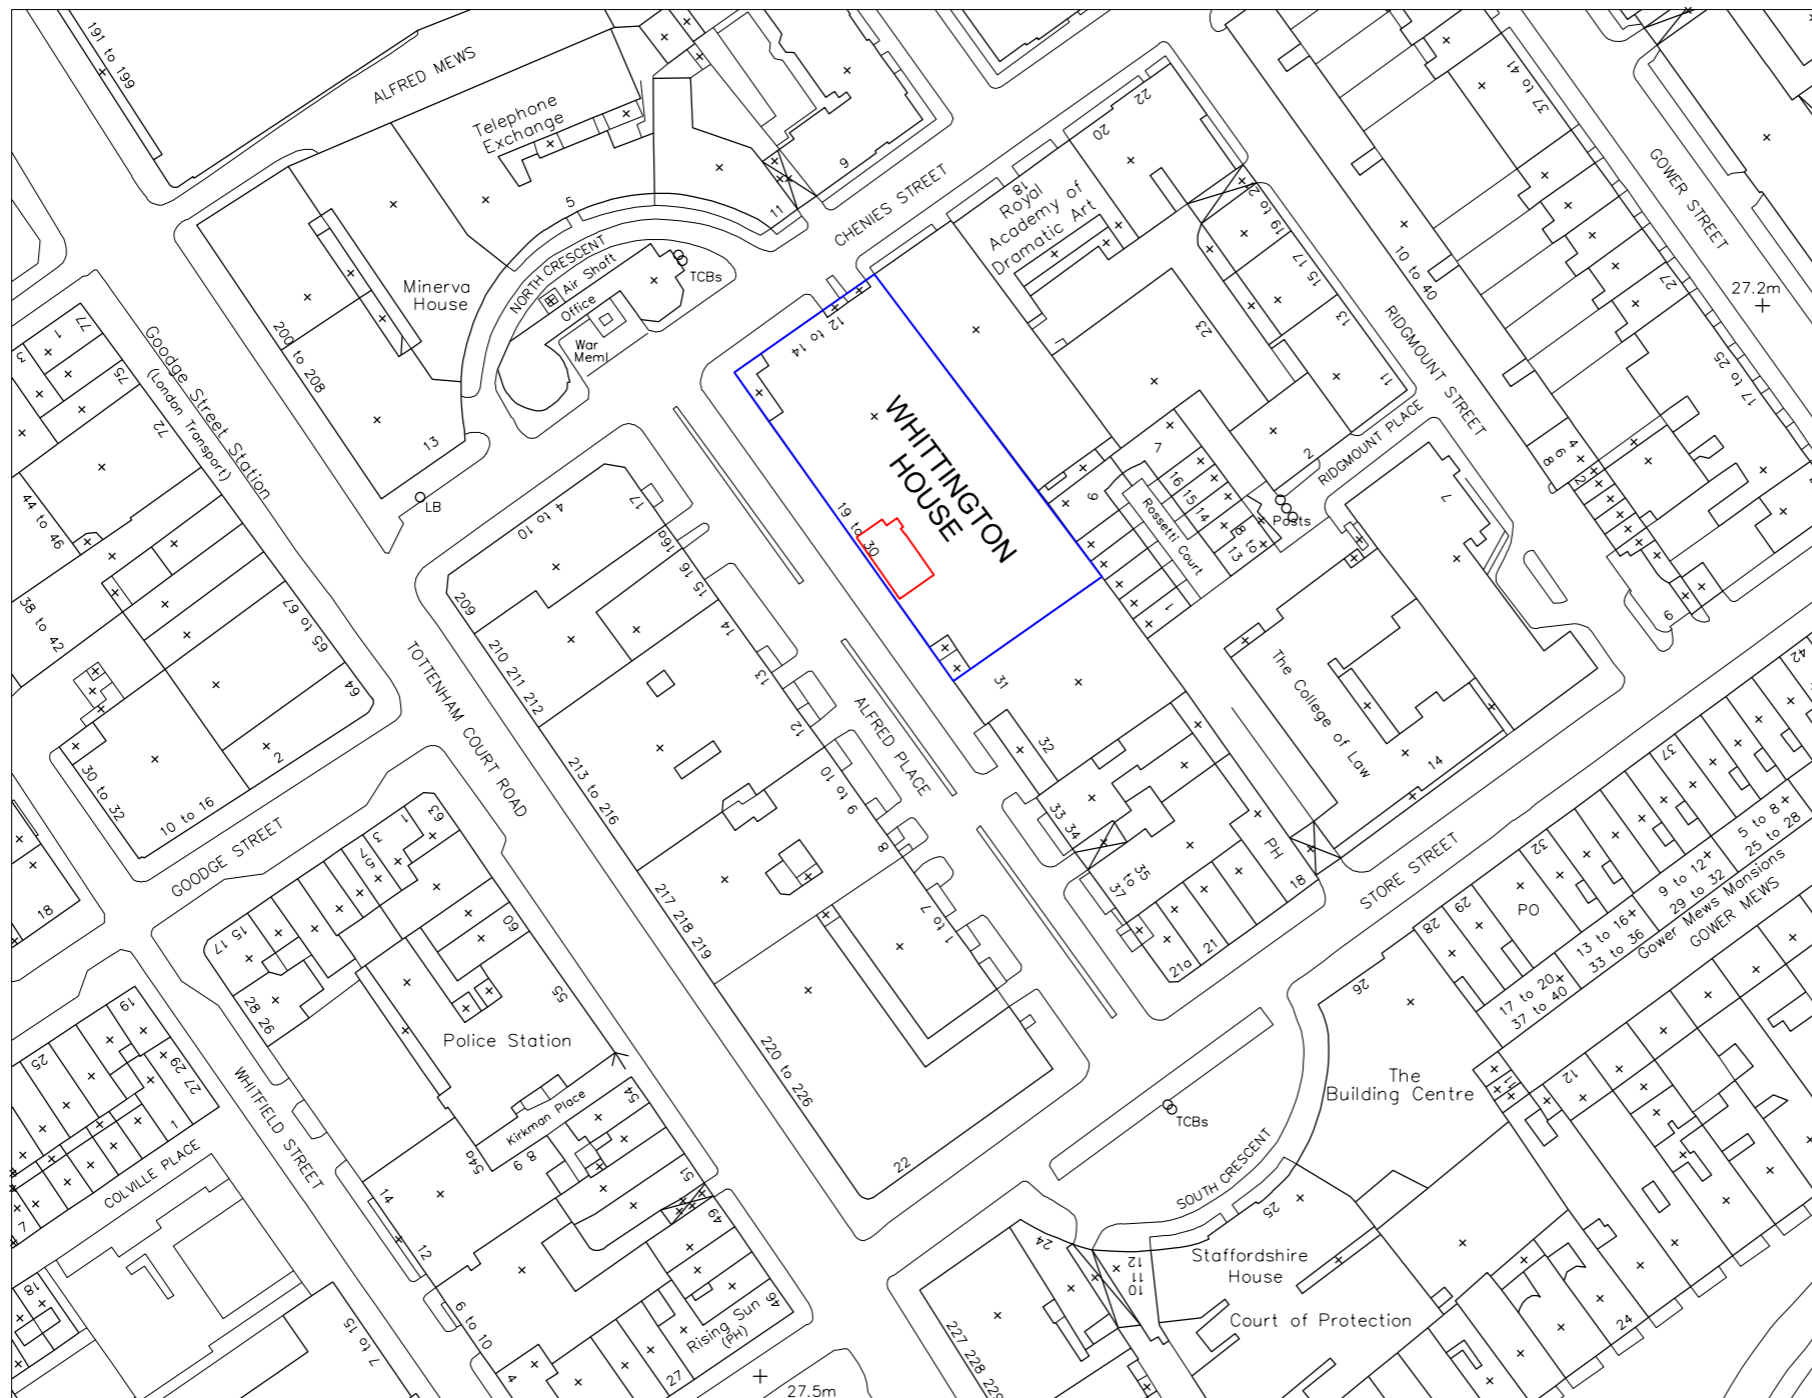 191 to 199
ALFRED MEWS
Telephone
Exchange
5
11
9
NORTH CRESCENT
Air Shaft
Office
TCBs
War
Meml
Minerva
House
200 to 208
13
LB
CHENIES STREET
18
Royal
Academy of
Dramatic Art
20
22
21
19 to
15 17
13
11
23
2
RIDGMOUNT PLACE
RIDGMOUNT STREET
10 to 40
37 to 41
27
17 to 25
GOWER STREET
27.2m
4
6
8
2
7
9
12 to 14
WHITTINGTON
HOUSE
19 to
30
7
9
16
15
14
8 to
13
Rossetti Court
1
Posts
77
1
3
75
72
Goodge Street Station
(London Transport)
44 to 46
38 to 42
65 to 67
64
2
30 to 32
10 to 16
18
GOODGE STREET
TOTTENHAM COURT ROAD
209
210 211 212
213 to 216
217 218 219
220 to 226
22
4 to 10
17
16a
16
15
14
13
12
9 to 10
8
1 to 7
ALFRED PLACE
31
32
33 34
35 to
37
21a
21
18
PH
The College of Law
14
STORE STREET
63
1
3
57
15 17
28 26
60
55
Police Station
Kirkman Place
54
54a
9 8
51
49
46
Rising Sun
(PH)
27
27.5m
14
12
6 to 10
4
WHITFIELD STREET
19
25
27
29
1
7
COLVILLE PLACE
18
7 to 15
26
28
29
32
37
42
PO
5 to 8
25 to 28
9 to 12
29 to 32
13 to 16
33 to 36
17 to 20
37 to 40
Gower Mews Mansions
GOWER MEWS
The
Building Centre
11
12
TCBs
SOUTH CRESCENT
25
24
12
11
10
Staffordshire
House
Court of Protection
24
227 228 229